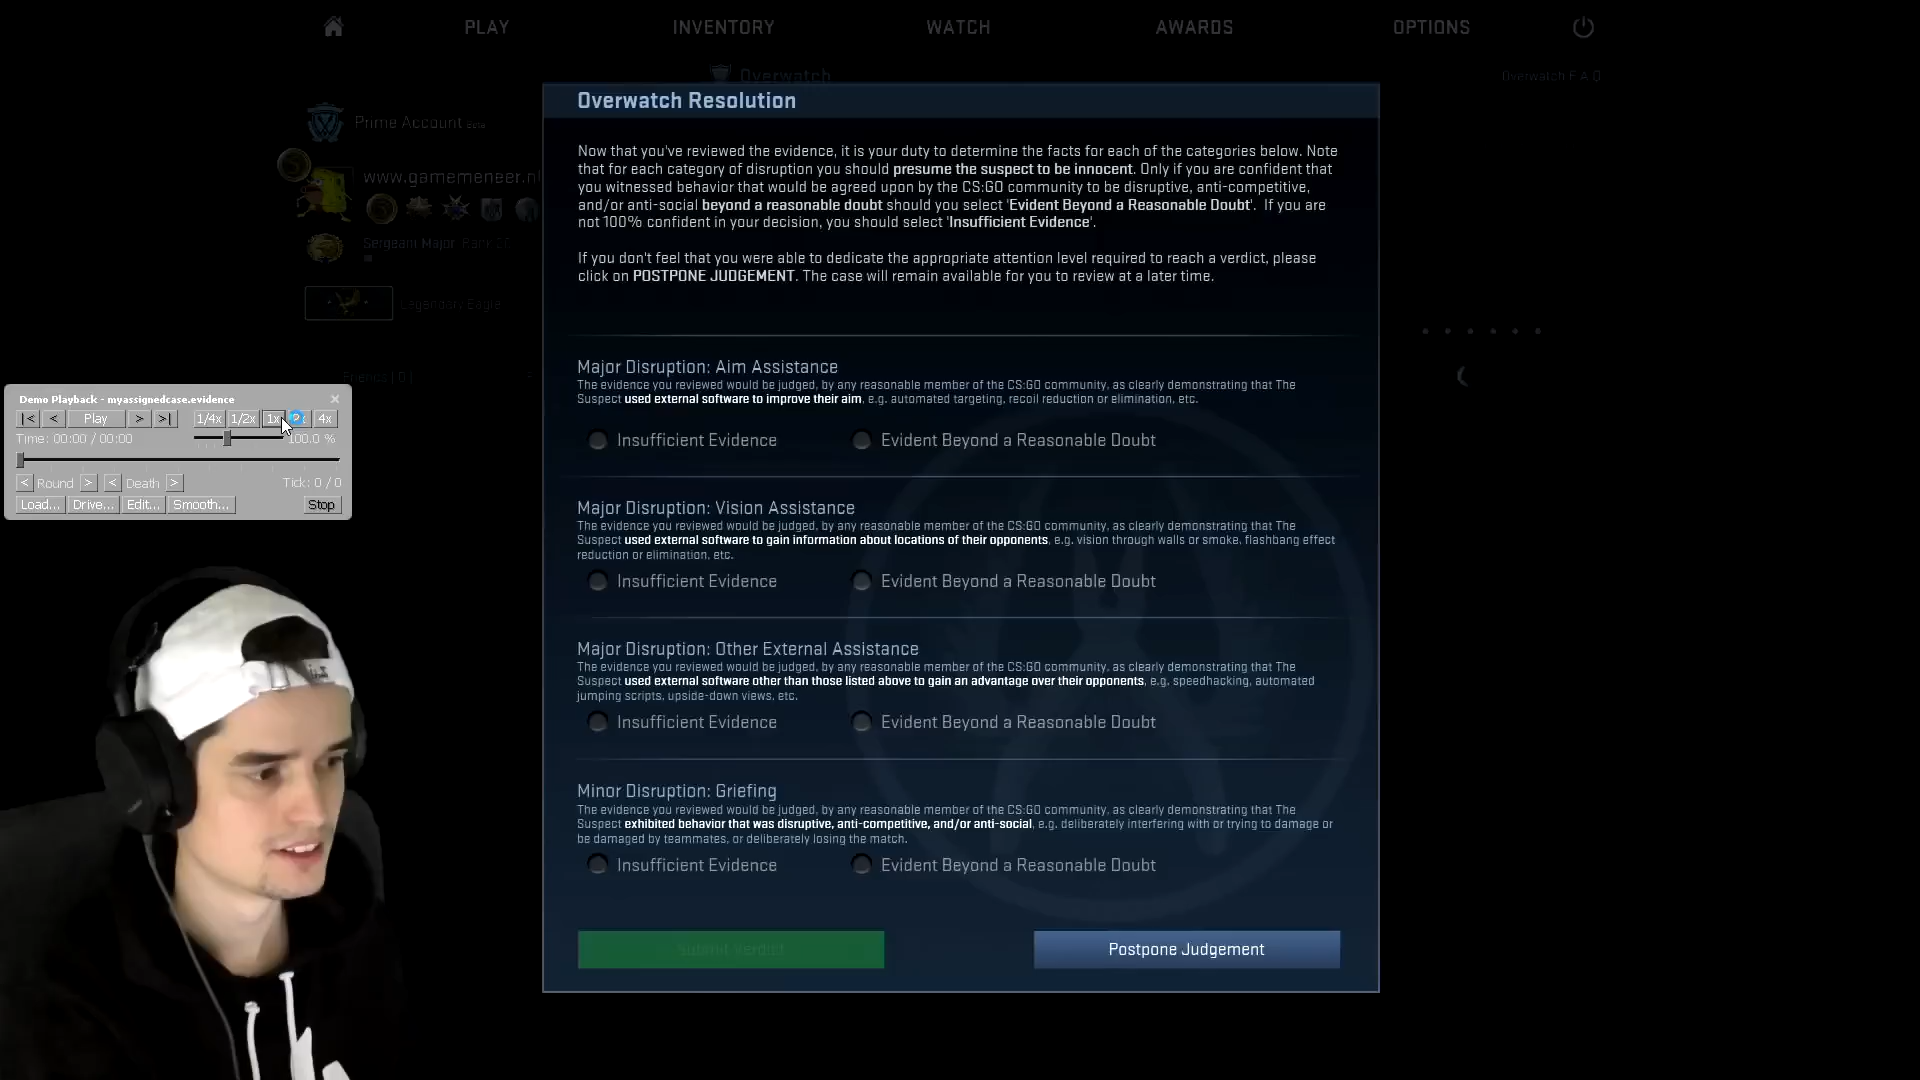 PLAY
INVENTORY
WATCH
AWARDS
OPTIONS
Overwatch
Overwatch F.A.Q
Prime Account
www.gamemeneer.n
Sergeant Major
Legendary Eagle
Overwatch Resolution
Now that you've reviewed the evidence, it is your duty to determine the facts for each of the categories below. Note
that for each category of disruption you should presume the suspect to be innocent. Only if you are confident that
you witnessed behavior that would be agreed upon by the CS:GO community to be disruptive, anti-competitive,
and/or anti-social beyond a reasonable doubt should you select 'Evident Beyond a Reasonable Doubt'. If you are
not 100% confident in your decision, you should select 'Insufficient Evidence'.
If you don't feel that you were able to dedicate the appropriate attention level required to reach a verdict, please
click on POSTPONE JUDGEMENT. The case will remain available for you to review at a later time.
Major Disruption: Aim Assistance
The evidence you reviewed would be judged, by any reasonable member of the CS:GO community, as clearly demonstrating that The
Suspect used external software to improve their aim, e.g. automated targeting, recoil reduction or elimination, etc.
Insufficient Evidence
Evident Beyond a Reasonable Doubt
Major Disruption: Vision Assistance
The evidence you reviewed would be judged, by any reasonable member of the CS:GO community, as clearly demonstrating that The
Suspect used external software to gain information about locations of their opponents, e.g. vision through walls or smoke, flashbang effect
reduction or elimination, etc.
Insufficient Evidence
Evident Beyond a Reasonable Doubt
Major Disruption: Other External Assistance
The evidence you reviewed would be judged, by any reasonable member of the CS:GO community, as clearly demonstrating that The
Suspect used external software other than those listed above to gain an advantage over their opponents, e.g. speedhacking, automated
jumping scripts, upside-down views, etc.
Insufficient Evidence
Evident Beyond a Reasonable Doubt
Minor Disruption: Griefing
The evidence you reviewed would be judged, by any reasonable member of the CS:GO community, as clearly demonstrating that The
Suspect exhibited behavior that was disruptive, anti-competitive, and/or anti-social, e.g. deliberately interfering with or trying to damage or
be damaged by teammates, or deliberately losing the match.
Insufficient Evidence
Evident Beyond a Reasonable Doubt
Submit Verdict
Postpone Judgement
Demo Playback - myassignedcase.evidence
|< < Play > >| 1/4x 1/2x 1x 4x
Time: 00:00 / 00:00 100.0 %
< Round > < Death > Tick: 0 / 0
Load... Drive... Edit... Smooth... Stop